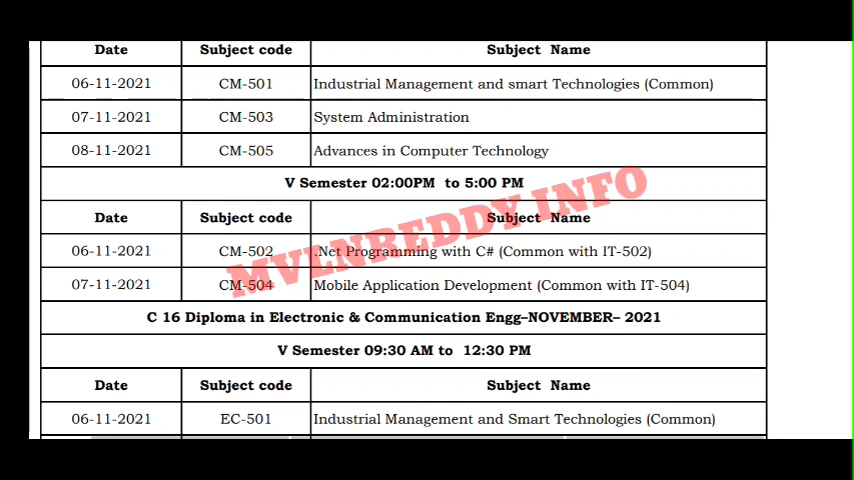 Date Subject code Subject Name
06-11-2021 CM-501 Industrial Management and smart Technologies (Common)
07-11-2021 CM-503 System Administration
08-11-2021 CM-505 Advances in Computer Technology
V Semester 02:00PM to 5:00 PM
Date Subject code Subject Name
06-11-2021 CM-502 .Net Programming with C# (Common with IT-502)
07-11-2021 CM-504 Mobile Application Development (Common with IT-504)
MVLNREDDY INFO
C 16 Diploma in Electronic & Communication Engg–NOVEMBER– 2021
V Semester 09:30 AM to 12:30 PM
Date Subject code Subject Name
06-11-2021 EC-501 Industrial Management and Smart Technologies (Common)